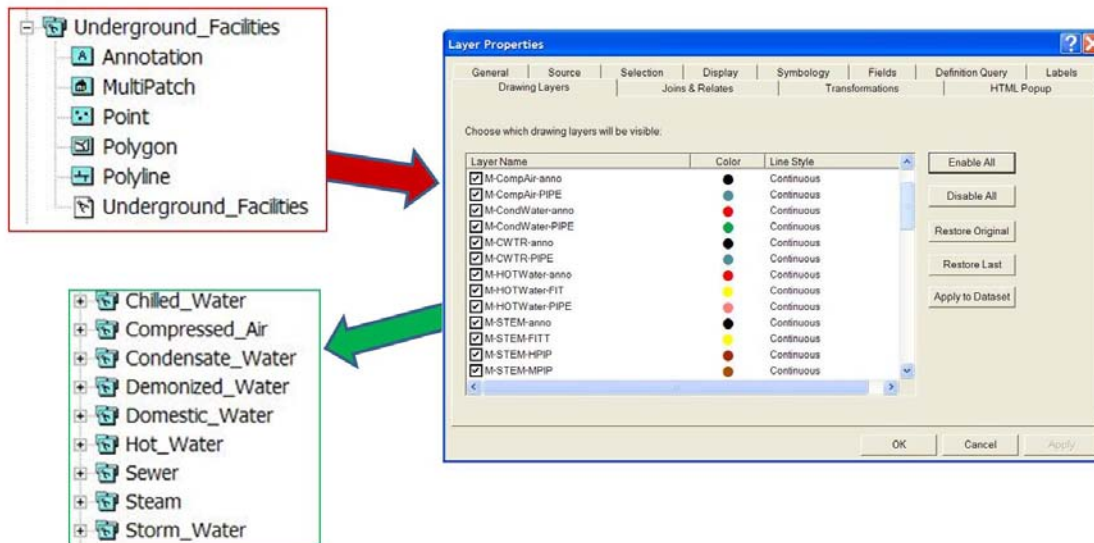 Underground_Facilities
Annotation
MultiPatch
Point
Polygon
Polyline
Underground_Facilities
Layer Properties
General Source Selection Display Symbology Fields Definition Query Labels
Drawing Layers Joins & Relates Transformations HTML Popup
Choose which drawing layers will be visible:
Layer Name Color Line Style
M-CompAir-anno Continuous
M-CompAir-PIPE Continuous
M-CondWater-anno Continuous
M-CondWater-PIPE Continuous
M-CWTR-anno Continuous
M-CWTR-PIPE Continuous
M-HOTWater-anno Continuous
M-HOTWater-FIT Continuous
M-HOTWater-PIPE Continuous
M-STEM-anno Continuous
M-STEM-FITT Continuous
M-STEM-HPIP Continuous
M-STEM-MPIP Continuous
Enable All
Disable All
Restore Original
Restore Last
Apply to Dataset
OK Cancel Apply
Chilled_Water
Compressed_Air
Condensate_Water
Demonized_Water
Domestic_Water
Hot_Water
Sewer
Steam
Storm_Water